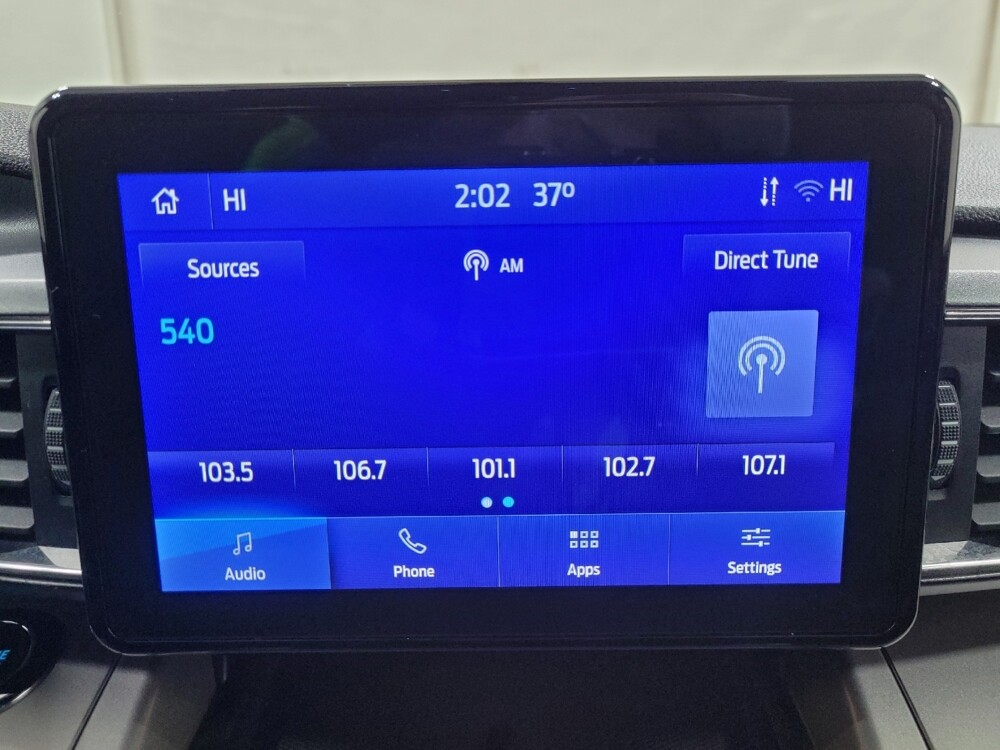 HI 2:02 37° HI
Sources AM Direct Tune
540
103.5 106.7 101.1 102.7 107.1
Audio Phone Apps Settings